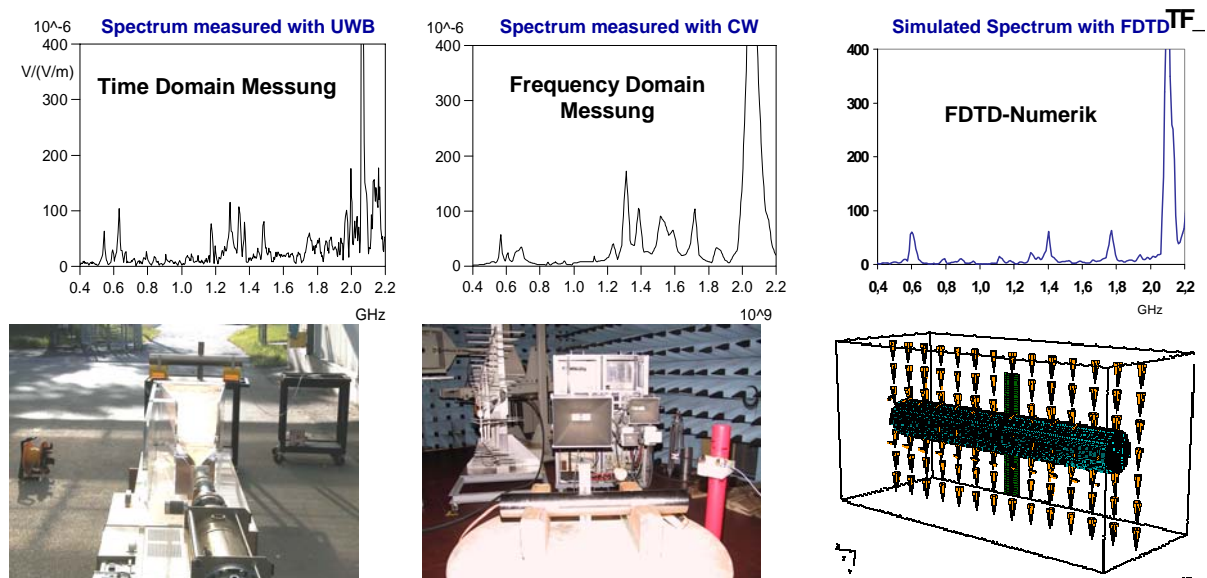 10^-6
Spectrum measured with UWB
400
V/(V/m)
300
200
100
0
Time Domain Messung
0.4 0.6 0.8 1.0 1.2 1.4 1.6 1.8 2.0 2.2
GHz
10^-6
Spectrum measured with CW
400
300
200
100
0
Frequency Domain
Messung
0.4 0.6 0.8 1.0 1.2 1.4 1.6 1.8 2.0 2.2
10^9
Simulated Spectrum with FDTD
TF_
400
300
200
100
0
FDTD-Numerik
0,4 0,6 0,8 1,0 1,2 1,4 1,6 1,8 2,0 2,2
GHz